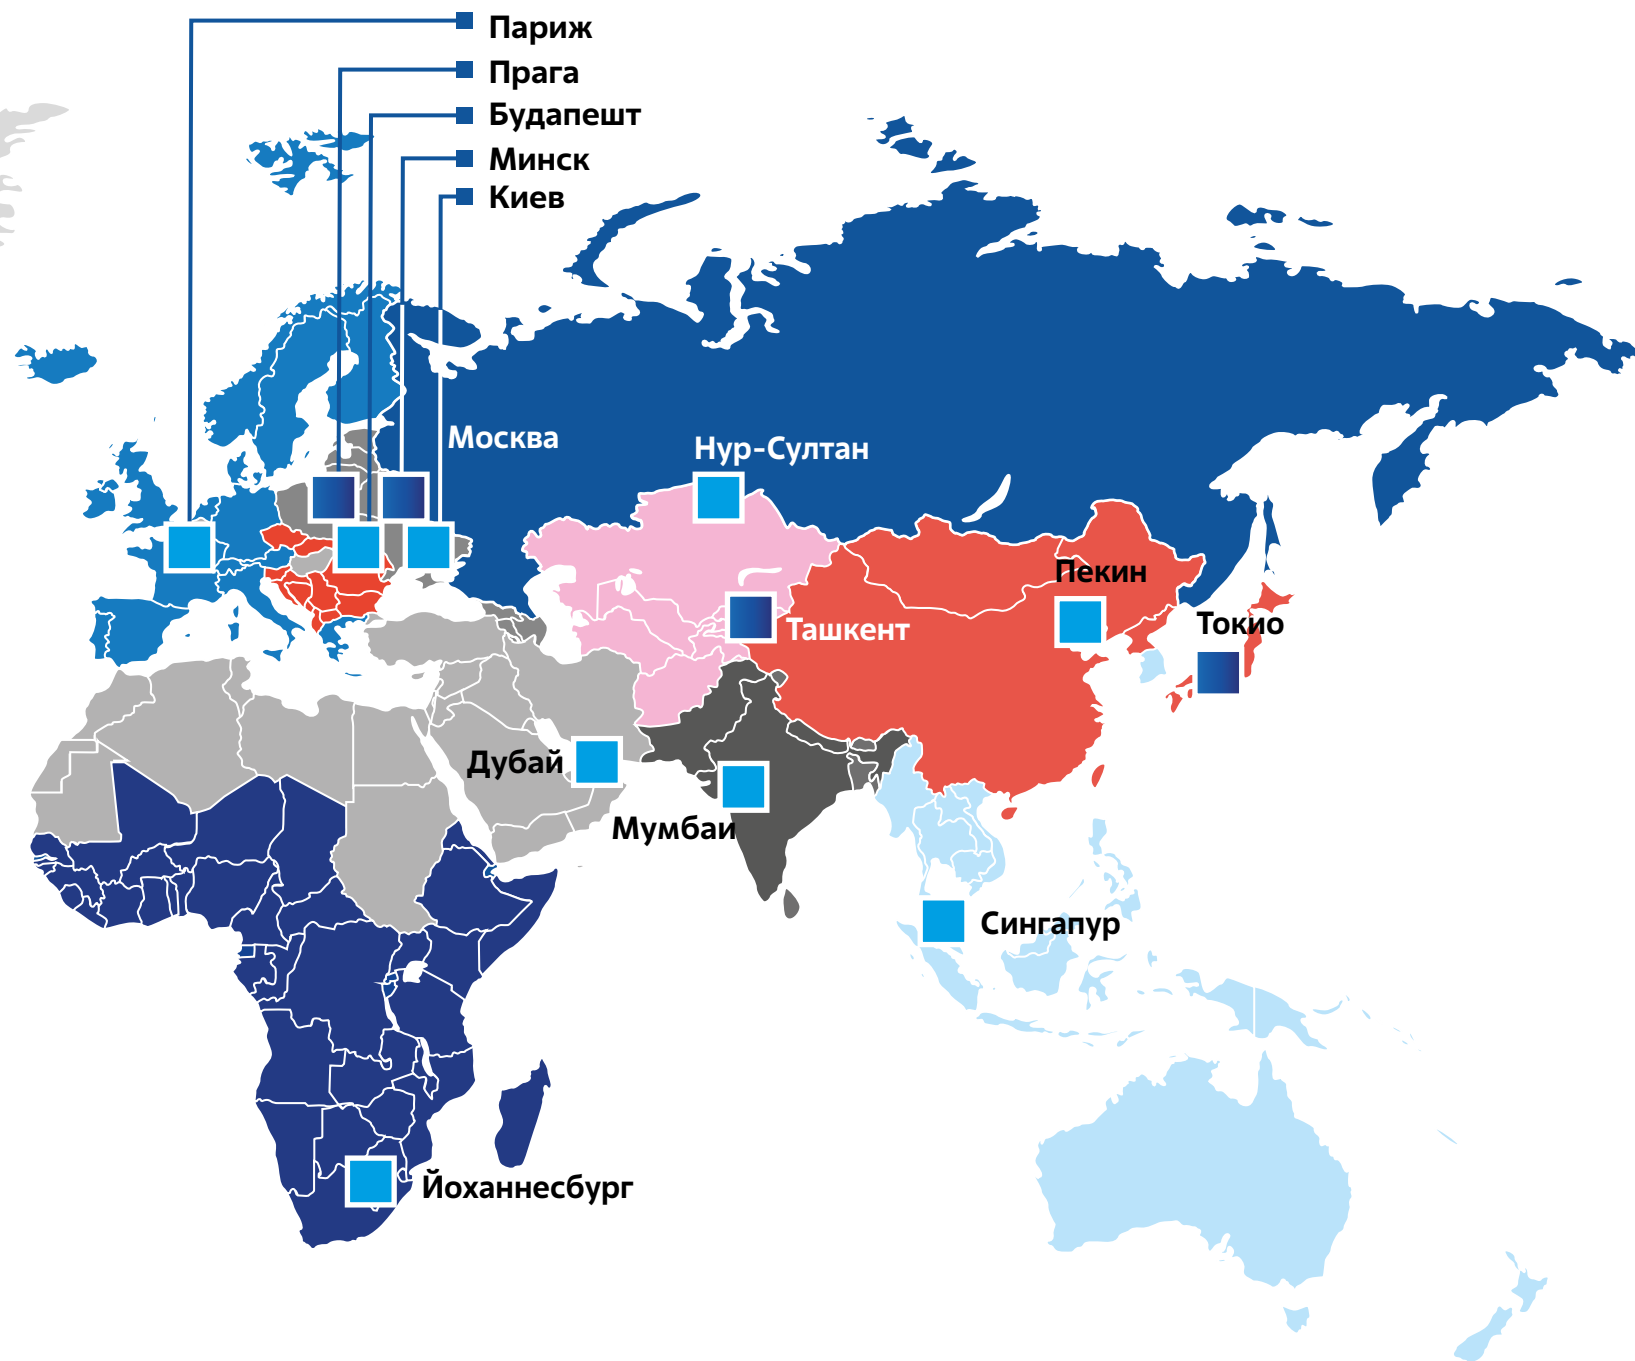 Париж
Прага
Будапешт
Минск
Киев
Москва
Нур-Султан
Пекин
Токио
Ташкент
Дубай
Мумбаи
Сингапур
Йоханнесбург